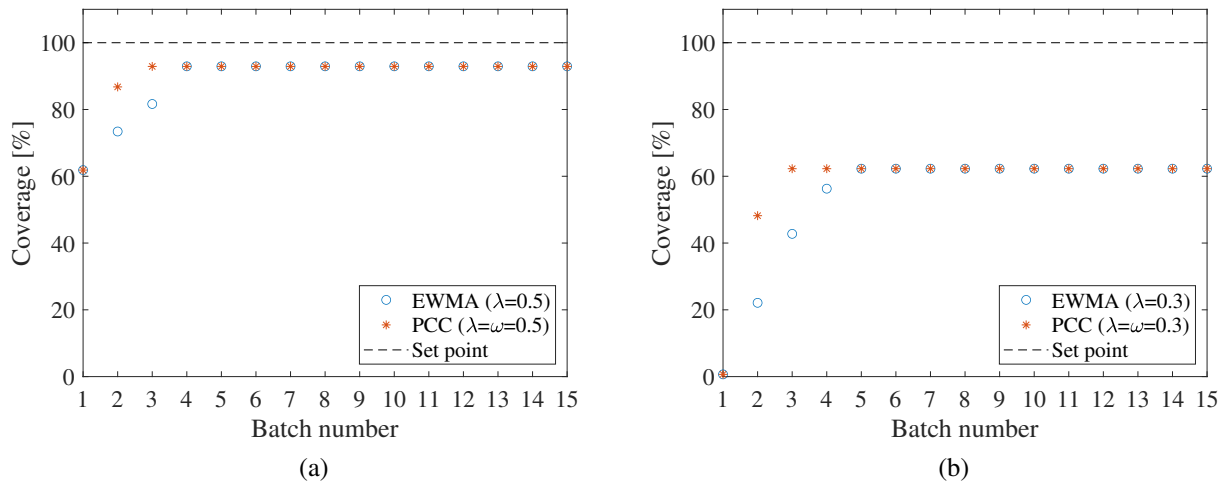 100
80
60
40
20
0
Coverage [%]
EWMA (λ=0.5)
PCC (λ=ω=0.5)
Set point
1 2 3 4 5 6 7 8 9 10 11 12 13 14 15
Batch number
(a)
100
80
60
40
20
0
Coverage [%]
EWMA (λ=0.3)
PCC (λ=ω=0.3)
Set point
1 2 3 4 5 6 7 8 9 10 11 12 13 14 15
Batch number
(b)